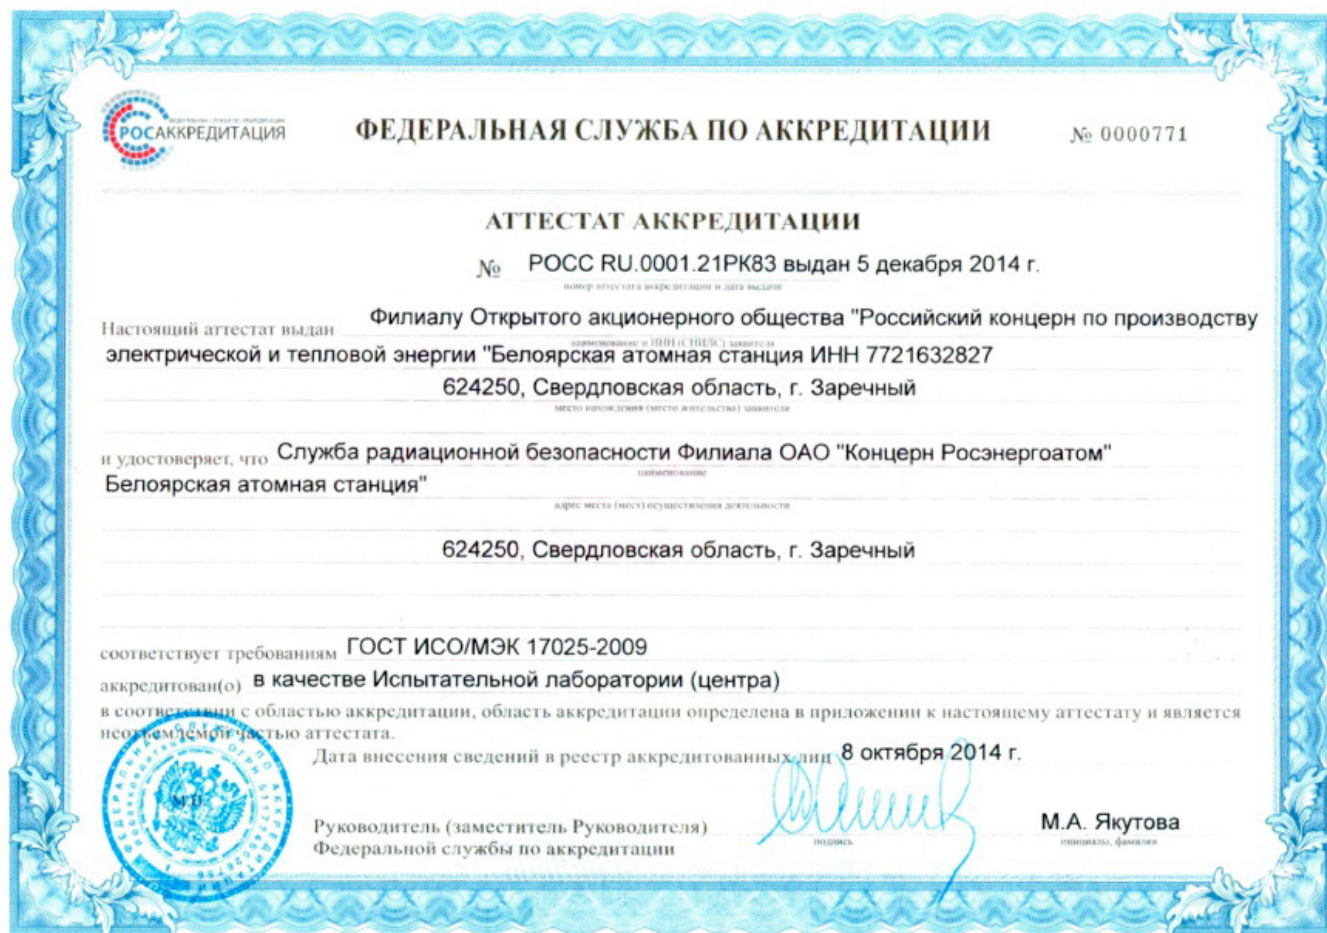 РОСАККРЕДИТАЦИЯ
ФЕДЕРАЛЬНАЯ СЛУЖБА ПО АККРЕДИТАЦИИ
№ 0000771
АТТЕСТАТ АККРЕДИТАЦИИ
№ РОСС RU.0001.21РК83 выдан 5 декабря 2014 г.
номер аттестата аккредитации и дата выдачи
Настоящий аттестат выдан Филиалу Открытого акционерного общества "Российский концерн по производству
наименование и ИНН (СНИЛС) заявителя
электрической и тепловой энергии "Белоярская атомная станция ИНН 7721632827
624250, Свердловская область, г. Заречный
место нахождения (место жительства) заявителя
и удостоверяет, что Служба радиационной безопасности Филиала ОАО "Концерн Росэнергоатом"
наименование
Белоярская атомная станция"
адрес места (мест) осуществления деятельности
624250, Свердловская область, г. Заречный
соответствует требованиям ГОСТ ИСО/МЭК 17025-2009
аккредитован(о) в качестве Испытательной лаборатории (центра)
в соответствии с областью аккредитации, область аккредитации определена в приложении к настоящему аттестату и является
неотъемлемой частью аттестата.
Дата внесения сведений в реестр аккредитованных лиц 8 октября 2014 г.
М.П.
Руководитель (заместитель Руководителя)
Федеральной службы по аккредитации
подпись
М.А. Якутова
инициалы, фамилия